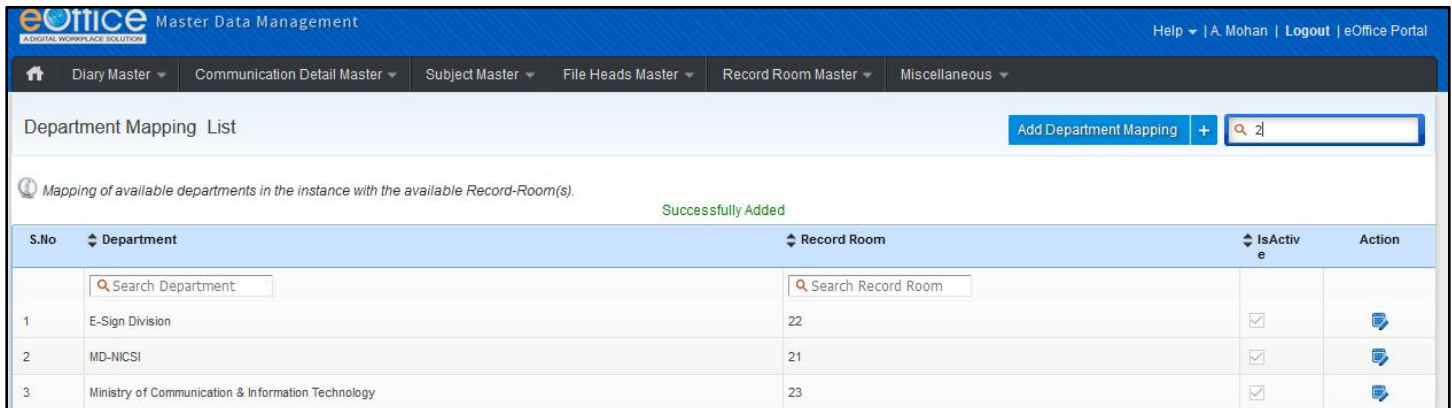 eOffice Master Data Management
A DIGITAL WORKPLACE SOLUTION
Help | A. Mohan | Logout | eOffice Portal
Diary Master Communication Detail Master Subject Master File Heads Master Record Room Master Miscellaneous
Department Mapping List Add Department Mapping + 2
Mapping of available departments in the instance with the available Record-Room(s).
Successfully Added
S.No Department Record Room IsActiv Action
e
Search Department Search Record Room
1 E-Sign Division 22
2 MD-NICSI 21
3 Ministry of Communication & Information Technology 23